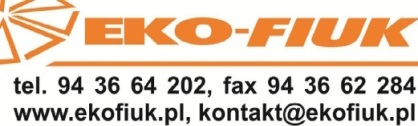 EKO-FIUK
tel. 94 36 64 202, fax 94 36 62 284
www.ekofiuk.pl, kontakt@ekofiuk.pl